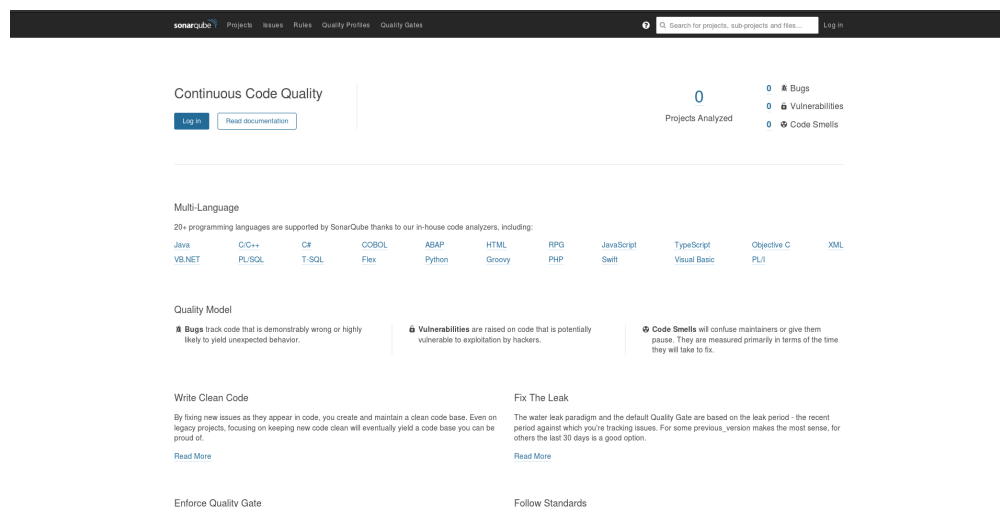 sonarqube Projects Issues Rules Quality Profiles Quality Gates ? Search for projects, sub-projects and files... Log in
Continuous Code Quality
Log in Read documentation
0
Projects Analyzed
0 Bugs
0 Vulnerabilities
0 Code Smells
Multi-Language
20+ programming languages are supported by SonarQube thanks to our in-house code analyzers, including:
Java C/C++ C# COBOL ABAP HTML RPG JavaScript TypeScript Objective C XML
VB.NET PL/SQL T-SQL Flex Python Groovy PHP Swift Visual Basic PL/I
Quality Model
Bugs track code that is demonstrably wrong or highly
likely to yield unexpected behavior.
Vulnerabilities are raised on code that is potentially
vulnerable to exploitation by hackers.
Code Smells will confuse maintainers or give them
pause. They are measured primarily in terms of the time
they will take to fix.
Write Clean Code
By fixing new issues as they appear in code, you create and maintain a clean code base. Even on
legacy projects, focusing on keeping new code clean will eventually yield a code base you can be
proud of.
Read More
Fix The Leak
The water leak paradigm and the default Quality Gate are based on the leak period - the recent
period against which you're tracking issues. For some previous_version makes the most sense, for
others the last 30 days is a good option.
Read More
Enforce Quality Gate
Follow Standards